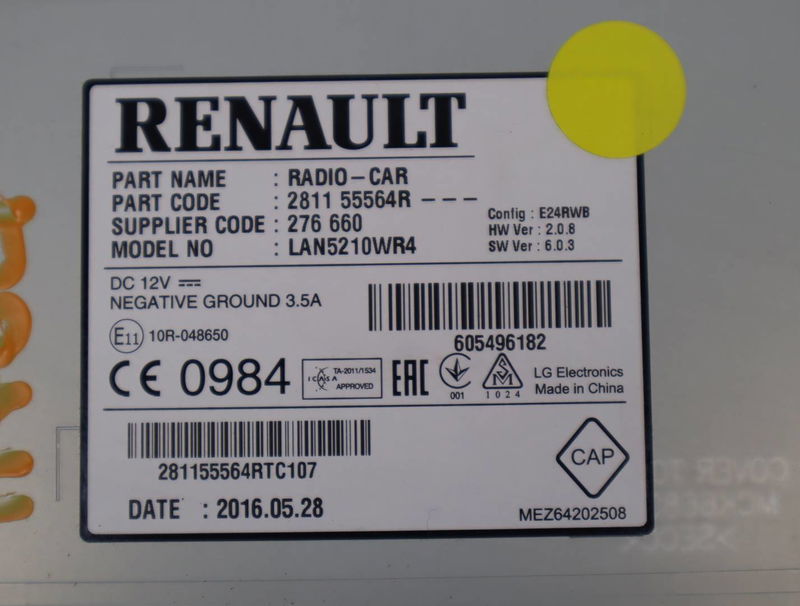 RENAULT
PART NAME : RADIO-CAR
PART CODE : 2811 55564R ---
SUPPLIER CODE : 276 660
MODEL NO : LAN5210WR4
Config : E24RWB
HW Ver : 2.0.8
SW Ver : 6.0.3
DC 12V
NEGATIVE GROUND 3.5A
E11 10R-048650
605496182
CE 0984
ICASA
TA-2011/1534
APPROVED
EAC
001
1024
LG Electronics
Made in China
281155564RTC107
CAP
DATE : 2016.05.28
MEZ64202508
COVER TO